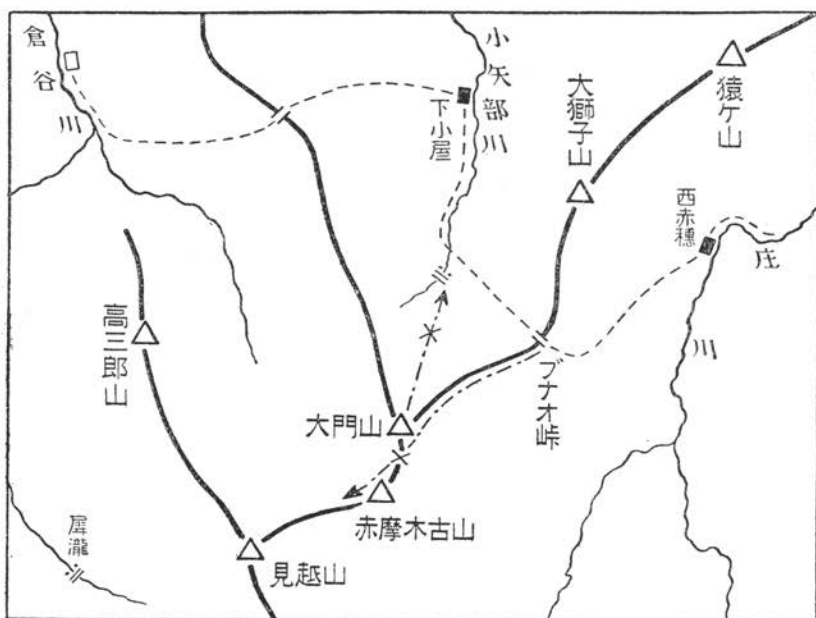 倉谷川
小矢部川
下小屋
大獅子山
猿ケ山
西赤穂
庄川
高三郎山
ブナオ峠
大門山
赤摩木古山
見越山
犀瀧